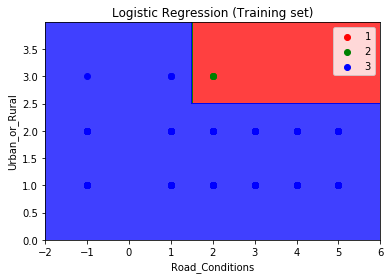 Logistic Regression (Training set)
1
2
3
Urban_or_Rural
3.5
3.0
2.5
2.0
1.5
1.0
0.5
0.0
-2 -1 0 1 2 3 4 5 6
Road_Conditions